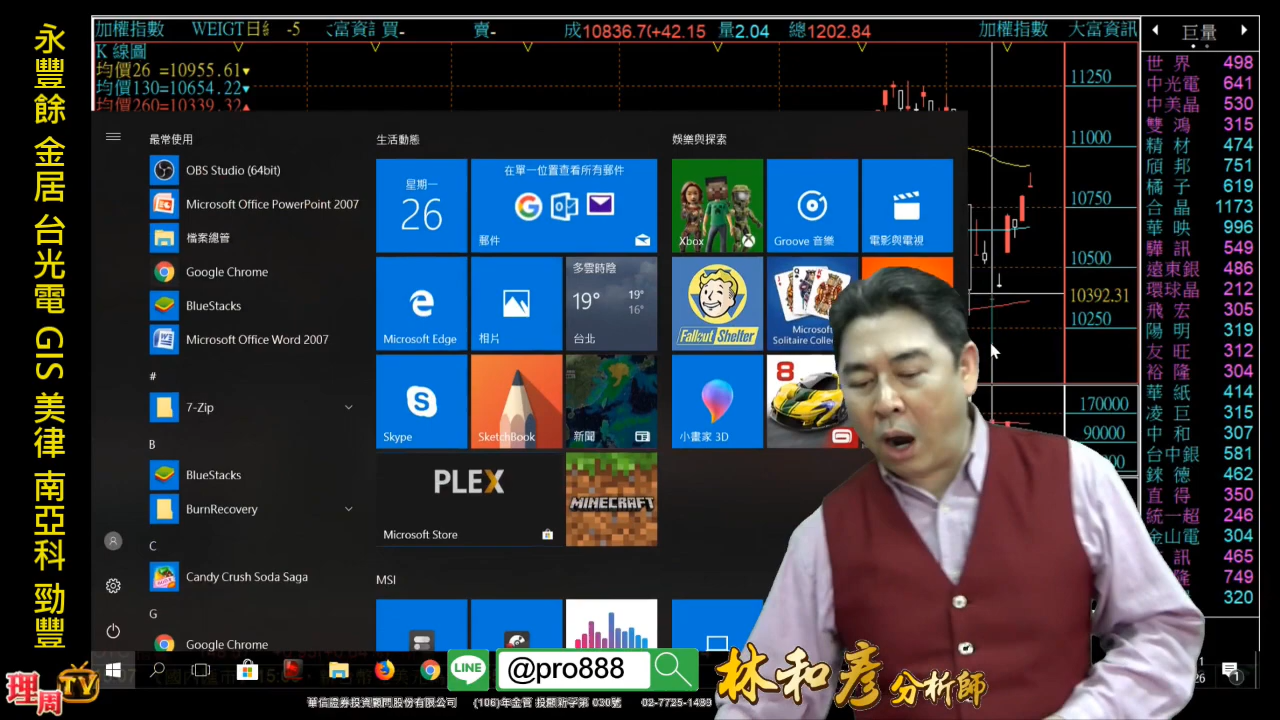 永豐餘 金居 台光電 GIS 美律 南亞科 勁豐
加權指數 WEIGT日 -5 大富資訊 買- 賣- 成10836.7(+42.15 量2.04 總1202.84 加權指數 大富資訊
K 線圖
均價26 =10955.61
均價130=10654.22
均價260=10339.32
11250
11000
10750
10500
10392.31
10250
170000
90000
最常使用
OBS Studio (64bit)
Microsoft Office PowerPoint 2007
檔案總管
Google Chrome
BlueStacks
Microsoft Office Word 2007
#
7-Zip
B
BlueStacks
BurnRecovery
C
Candy Crush Soda Saga
G
Google Chrome
生活動態
星期一
26
在單一位置查看所有郵件
郵件
Microsoft Edge
相片
多雲時陰
19°
19°
16°
台北
Skype
SketchBook
新聞
PLEX
Microsoft Store
MINECRAFT
MSI
娛樂與探索
Xbox
Groove 音樂
電影與電視
Fallout Shelter
Microsoft
Solitaire Colle
小畫家 3D
8
巨量
世界 498
中光電 641
中美晶 530
雙鴻 315
精材 474
頎邦 751
橘子 619
合晶 1173
華映 996
驊訊 549
遠東銀 486
環球晶 212
飛宏 305
陽明 319
友旺 312
裕隆 304
華紙 414
凌巨 315
中和 307
台中銀 581
錸德 462
直得 350
統一超 246
金山電 304
訊 465
隆 749
320
理周TV
LINE
@pro888
林和彥 分析師
華信證券投資顧問股份有限公司 (106)年金管 投顧新字第 030號 02-7725-1489